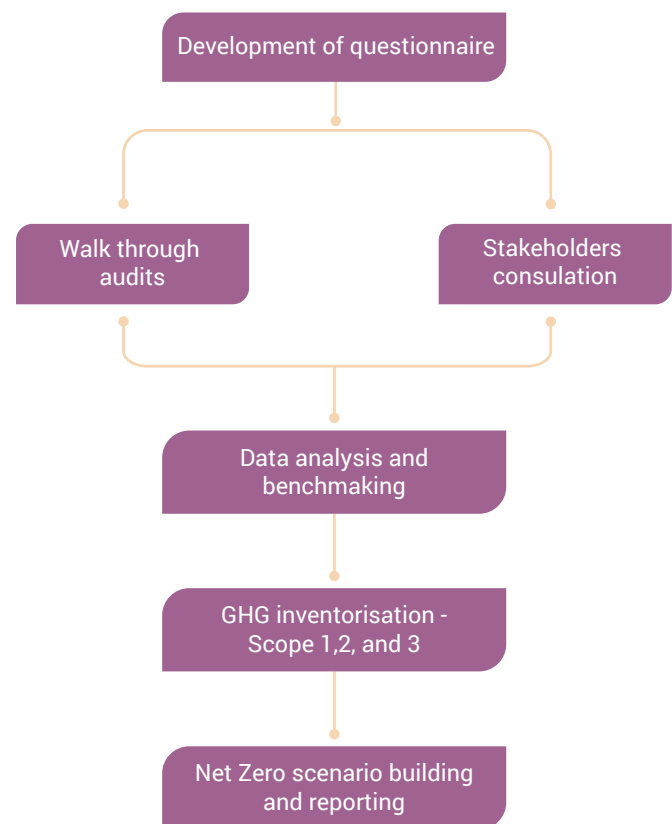 Development of questionnaire
Walk through
audits
Stakeholders
consulation
Data analysis and
benchmaking
GHG inventorisation -
Scope 1,2, and 3
Net Zero scenario building
and reporting